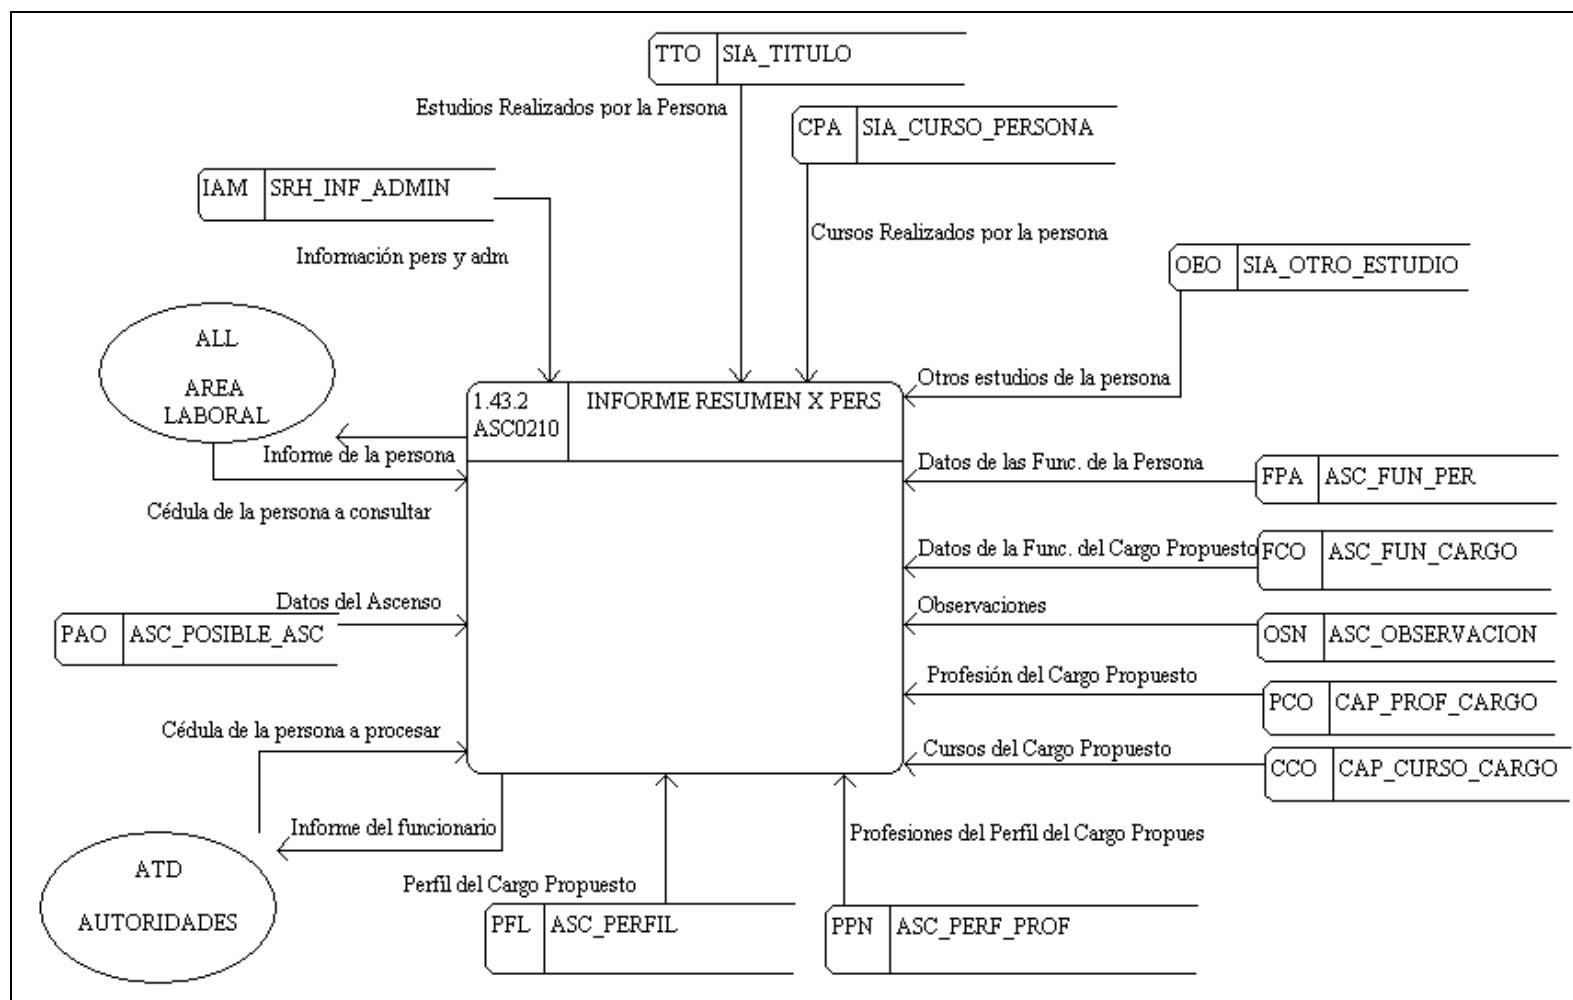 TTO SIA_TITULO
Estudios Realizados por la Persona
CPA SIA_CURSO_PERSONA
IAM SRH_INF_ADMIN
Cursos Realizados por la persona
Información pers y adm
OEO SIA_OTRO_ESTUDIO
ALL
AREA
LABORAL
Otros estudios de la persona
1.43.2
ASC0210
INFORME RESUMEN X PERS
Informe de la persona
Cédula de la persona a consultar
Datos de las Func. de la Persona
FPA ASC_FUN_PER
Datos de la Func. del Cargo Propuesto
FCO ASC_FUN_CARGO
Datos del Ascenso
PAO ASC_POSIBLE_ASC
Observaciones
OSN ASC_OBSERVACION
Profesión del Cargo Propuesto
PCO CAP_PROF_CARGO
Cédula de la persona a procesar
Cursos del Cargo Propuesto
CCO CAP_CURSO_CARGO
Informe del funcionario
Profesiones del Perfil del Cargo Propues
ATD
AUTORIDADES
Perfil del Cargo Propuesto
PFL ASC_PERFIL
PPN ASC_PERF_PROF